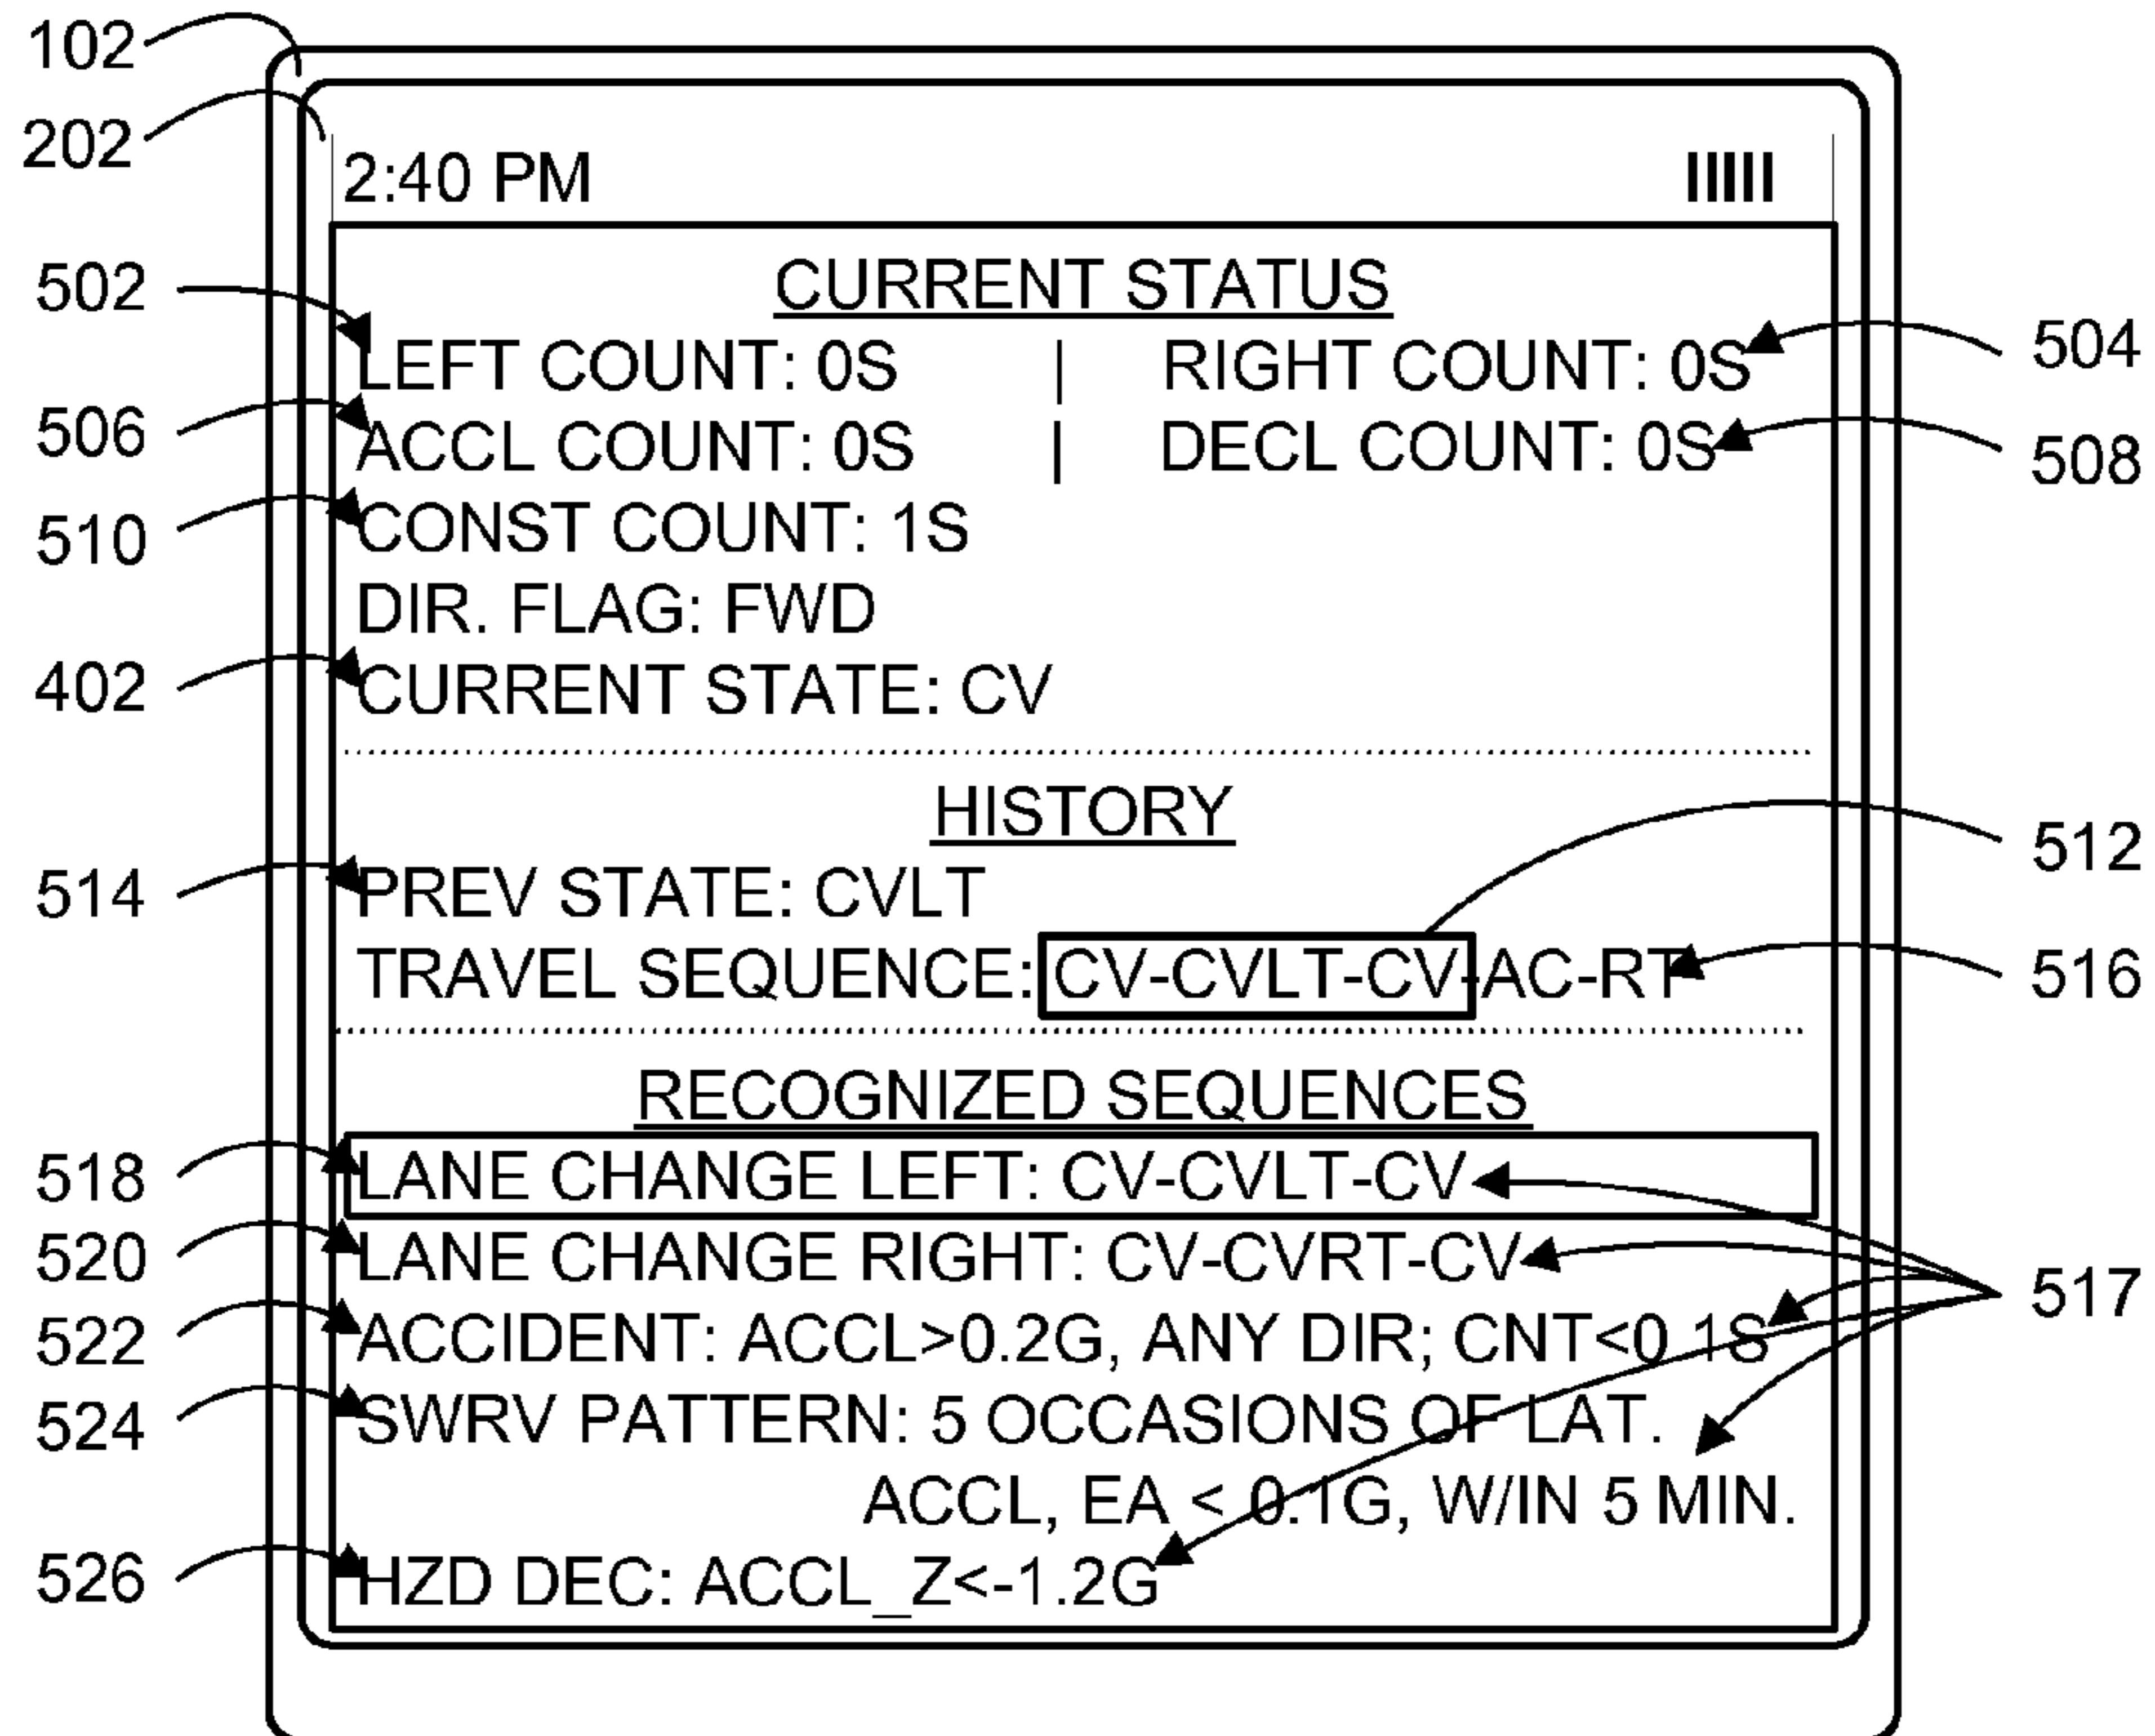 102
202
2:40 PM
502
CURRENT STATUS
LEFT COUNT: 0S | RIGHT COUNT: 0S
504
506
ACCL COUNT: 0S | DECL COUNT: 0S
508
510
CONST COUNT: 1S
DIR. FLAG: FWD
402
CURRENT STATE: CV
HISTORY
512
514
PREV STATE: CVLT
TRAVEL SEQUENCE: CV-CVLT-CV-AC-RT
516
RECOGNIZED SEQUENCES
518
LANE CHANGE LEFT: CV-CVLT-CV
520
LANE CHANGE RIGHT: CV-CVRT-CV
517
522
ACCIDENT: ACCL>0.2G, ANY DIR; CNT<0.1S
524
SWRV PATTERN: 5 OCCASIONS OF LAT.
ACCL, EA < 0.1G, W/IN 5 MIN.
526
HZD DEC: ACCL_Z<-1.2G